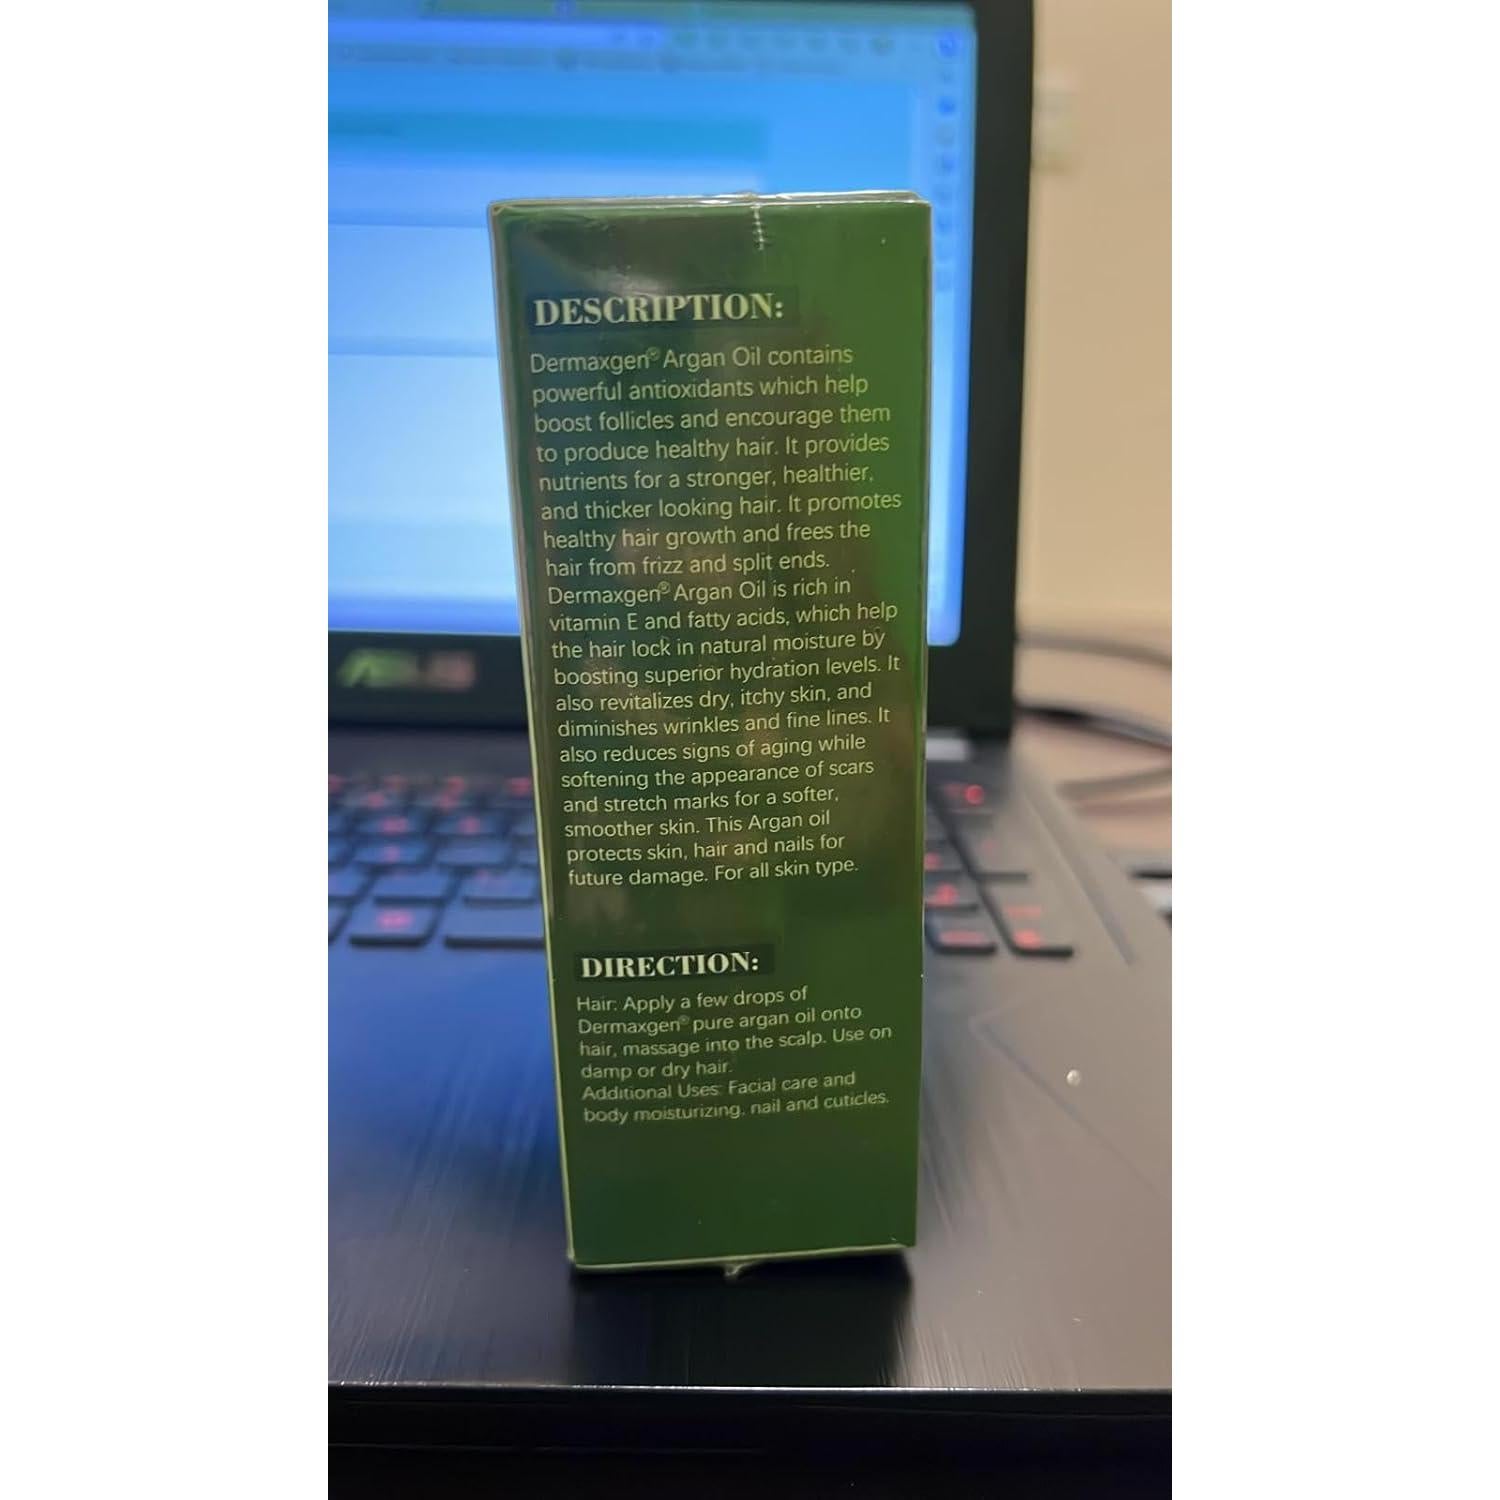 DESCRIPTION:
Dermaxgen® Argan Oil contains
powerful antioxidants which help
boost follicles and encourage them
to produce healthy hair. It provides
nutrients for a stronger, healthier,
and thicker looking hair. It promotes
healthy hair growth and frees the
hair from frizz and split ends.
Dermaxgen® Argan Oil is rich in
vitamin E and fatty acids, which help
the hair lock in natural moisture by
boosting superior hydration levels. It
also revitalizes dry, itchy skin, and
diminishes wrinkles and fine lines. It
also reduces signs of aging while
softening the appearance of scars
and stretch marks for a softer,
smoother skin. This Argan oil
protects skin, hair and nails for
future damage. For all skin type.
DIRECTION:
Hair: Apply a few drops of
Dermaxgen® pure argan oil onto
hair, massage into the scalp. Use on
damp or dry hair.
Additional Uses: Facial care and
body moisturizing, nail and cuticles.